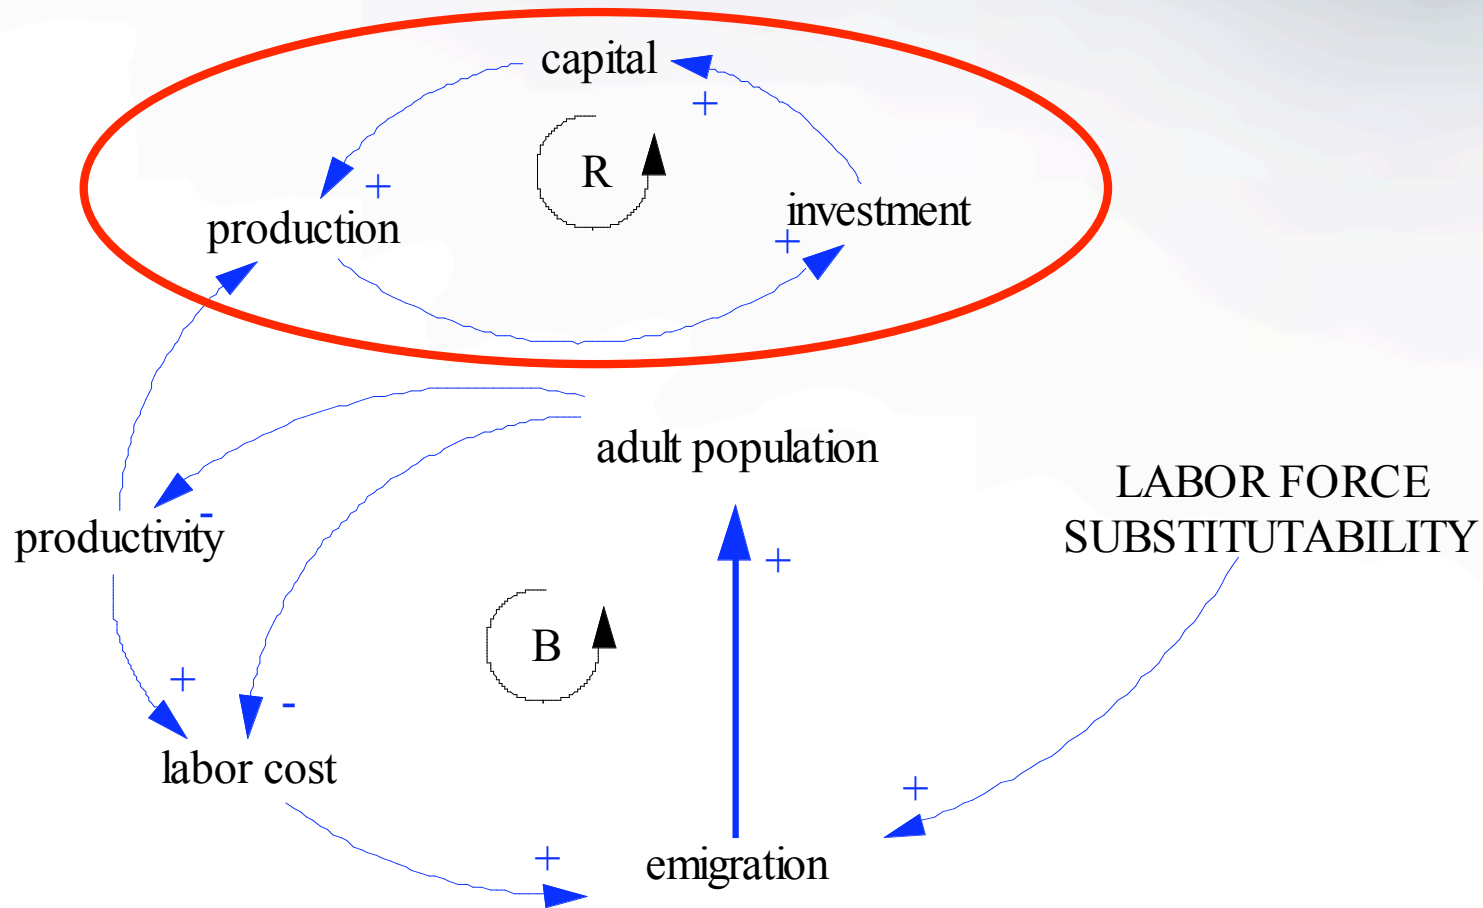 capital
+
R
+
investment
production
+
adult population
LABOR FORCE
SUBSTITUTABILITY
-
productivity
+
B
+
-
labor cost
+
+
emigration